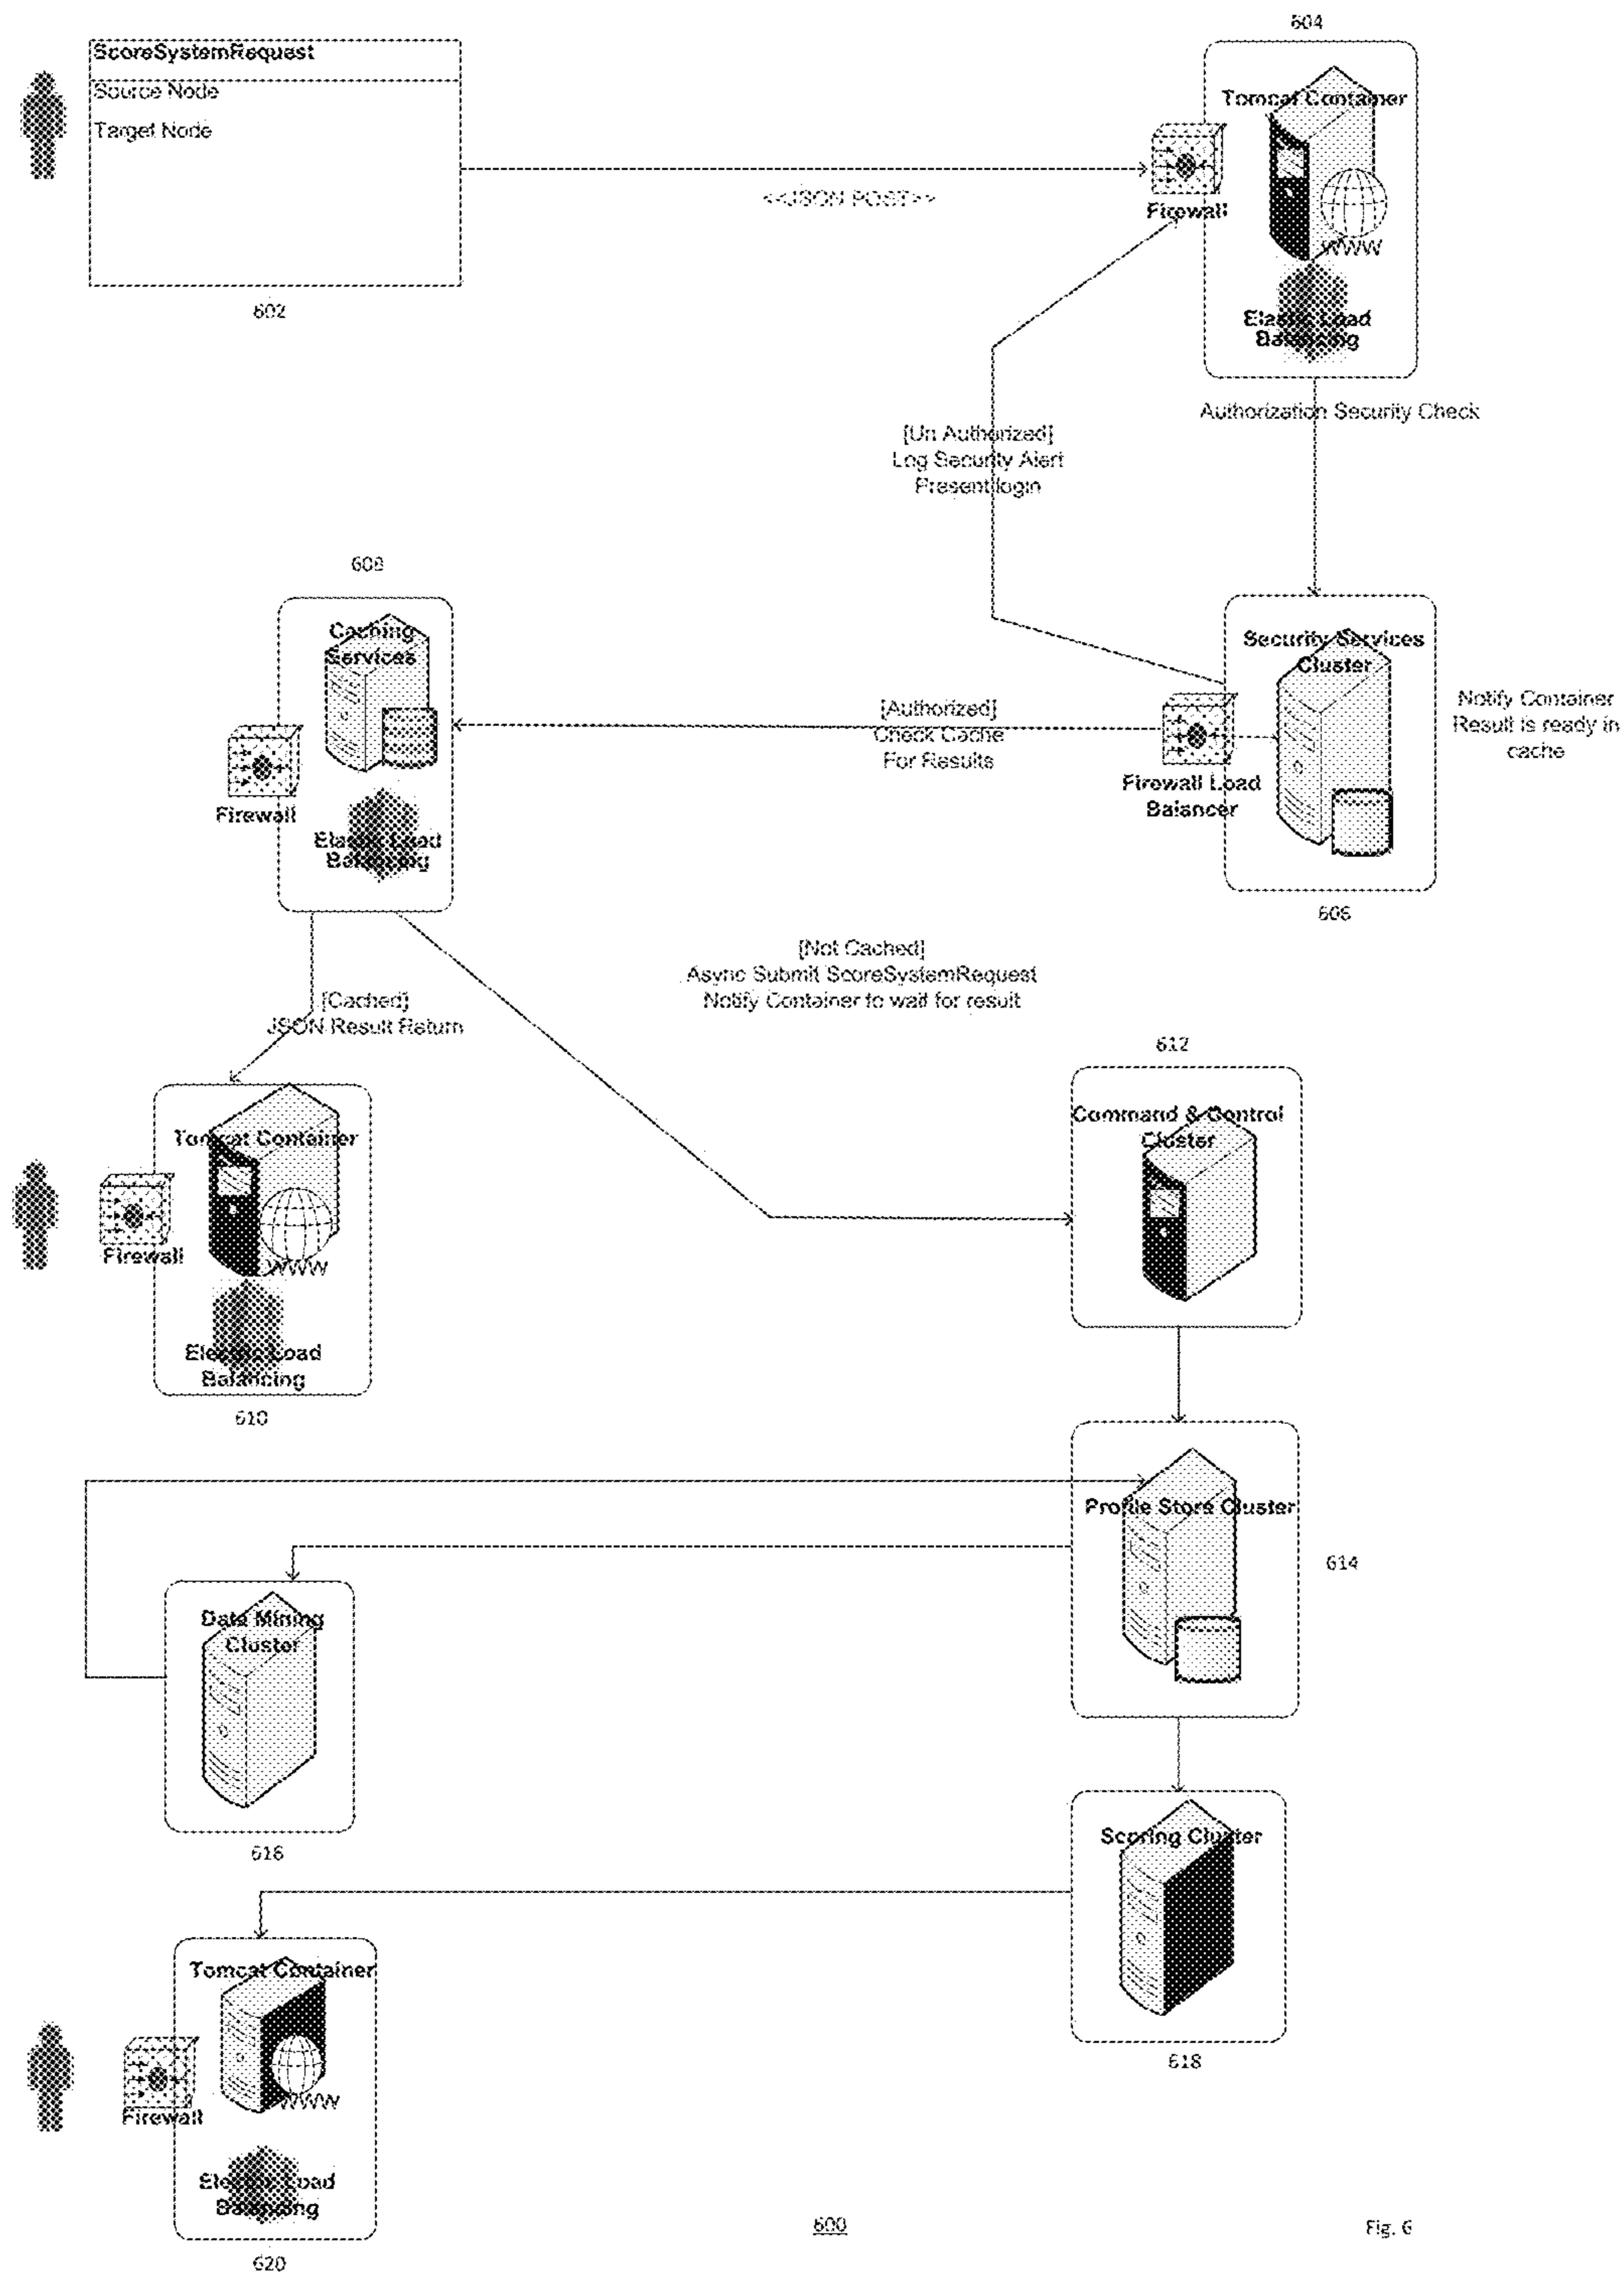 604
ScoreSystemRequest
Source Node
Target Node
Tomcat Container
<<JSON POST>>
Firewall
WWW
602
Elastic Load
Balancing
Authorization Security Check
[Un Authorized]
Log Security Alert
Present login
608
Caching
Services
Security Services
Cluster
[Authorized]
Check Cache
For Results
Notify Container
Result is ready in
cache
Firewall Load
Balancer
Firewall
Elastic Load
Balancing
606
[Not Cached]
Async Submit ScoreSystemRequest
Notify Container to wait for result
[Cached]
JSON Result Return
612
Command & Control
Cluster
Tomcat Container
Firewall
WWW
Electric Load
Balancing
610
Profile Store Cluster
614
Data Mining
Cluster
616
Scoring Cluster
Tomcat Container
618
WWW
Firewall
Electric Load
Balancing
600
Fig. 6
620